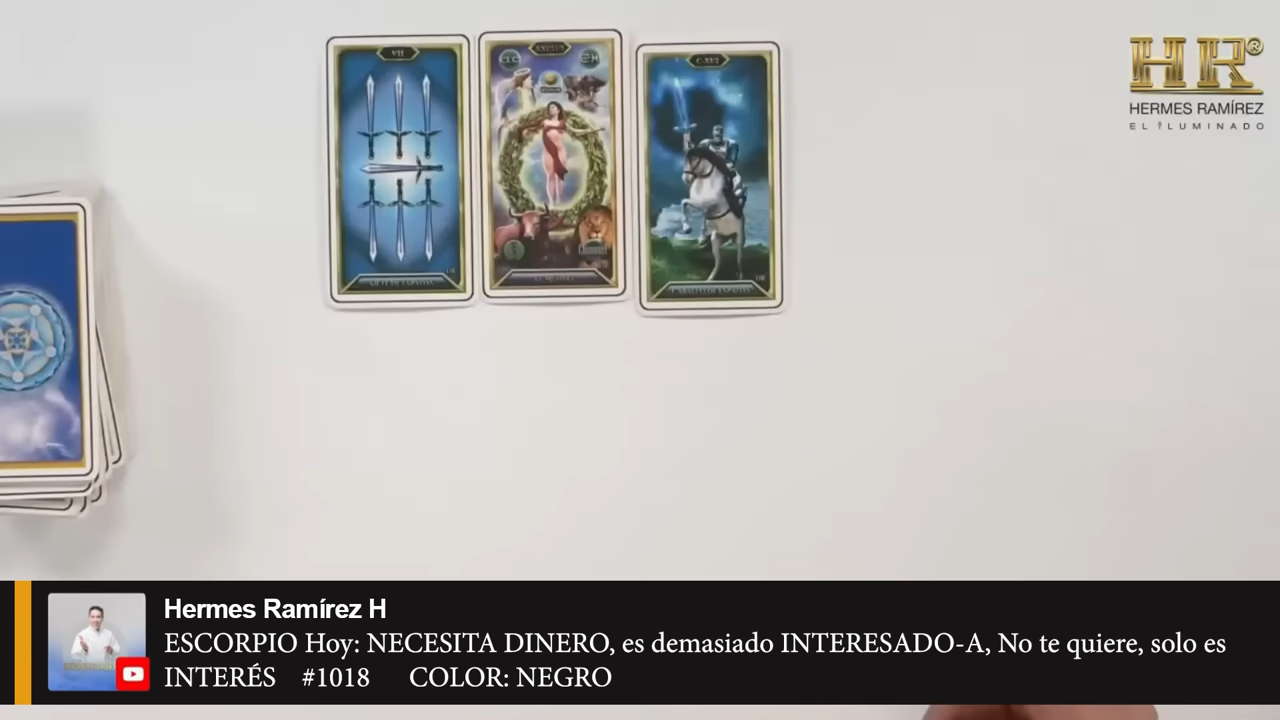 VII
HR®
HERMES RAMÍREZ
EL ILUMINADO
Hermes Ramírez H
ESCORPIO Hoy: NECESITA DINERO, es demasiado INTERESADO-A, No te quiere, solo es
INTERÉS #1018 COLOR: NEGRO